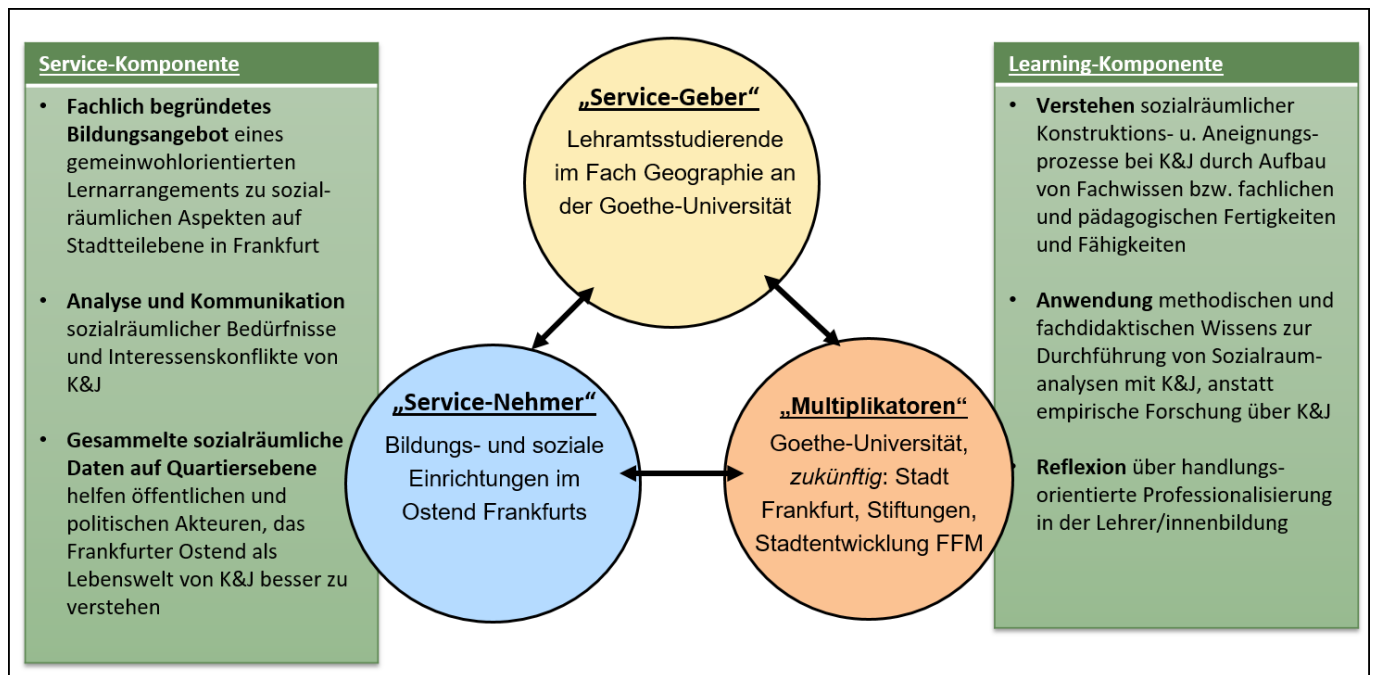 Service-Komponente
• Fachlich begründetes
Bildungsangebot eines
gemeinwohlorientierten
Lernarrangements zu sozial-
räumlichen Aspekten auf
Stadtteilebene in Frankfurt
• Analyse und Kommunikation
sozialräumlicher Bedürfnisse
und Interessenskonflikte von
K&J
• Gesammelte sozialräumliche
Daten auf Quartiersebene
helfen öffentlichen und
politischen Akteuren, das
Frankfurter Ostend als
Lebenswelt von K&J besser zu
verstehen
„Service-Geber“
Lehramtsstudierende
im Fach Geographie an
der Goethe-Universität
„Service-Nehmer“
Bildungs- und soziale
Einrichtungen im
Ostend Frankfurts
„Multiplikatoren“
Goethe-Universität,
zukünftig: Stadt
Frankfurt, Stiftungen,
Stadtentwicklung FFM
Learning-Komponente
• Verstehen sozialräumlicher
Konstruktions- u. Aneignungs-
prozesse bei K&J durch Aufbau
von Fachwissen bzw. fachlichen
und pädagogischen Fertigkeiten
und Fähigkeiten
• Anwendung methodischen und
fachdidaktischen Wissens zur
Durchführung von Sozialraum-
analysen mit K&J, anstatt
empirische Forschung über K&J
• Reflexion über handlungs-
orientierte Professionalisierung
in der Lehrer/innenbildung